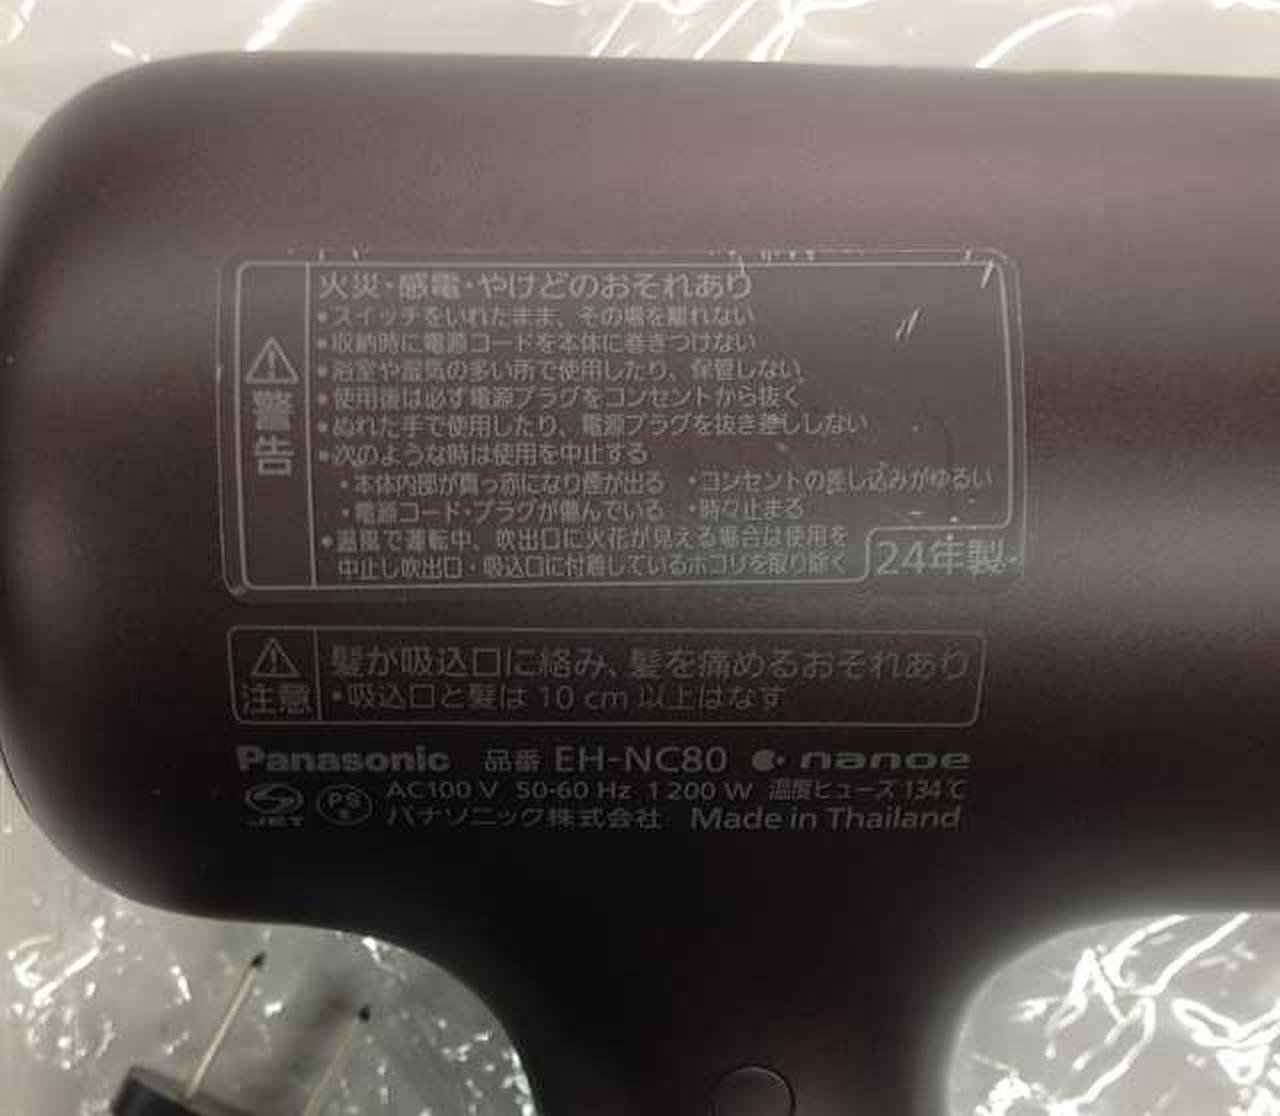 警告
火災・感電・やけどのおそれあり
•スイッチをいれたまま、その場を離れない
•収納時に電源コードを本体に巻きつけない
•浴室や湿気の多い所で使用したり、保管しない
•使用後は必ず電源プラグをコンセントから抜く
•ぬれた手で使用したり、電源プラグを抜き差ししない
•次のような時は使用を中止する
・本体内部が真っ赤になり煙が出る ・コンセントの差し込みがゆるい
・電源コード・プラグが傷んでいる ・時々止まる
•温風で運転中、吹出口に火花が見える場合は使用を
中止し吹出口・吸込口に付着しているホコリを取り除く
24年製
注意
髪が吸込口に絡み、髪を痛めるおそれあり
•吸込口と髪は 10 cm 以上はなす
Panasonic 品番 EH-NC80 nanoe
JET PS E AC100 V 50-60 Hz 1 200 W 温度ヒューズ 134℃
パナソニック株式会社 Made in Thailand